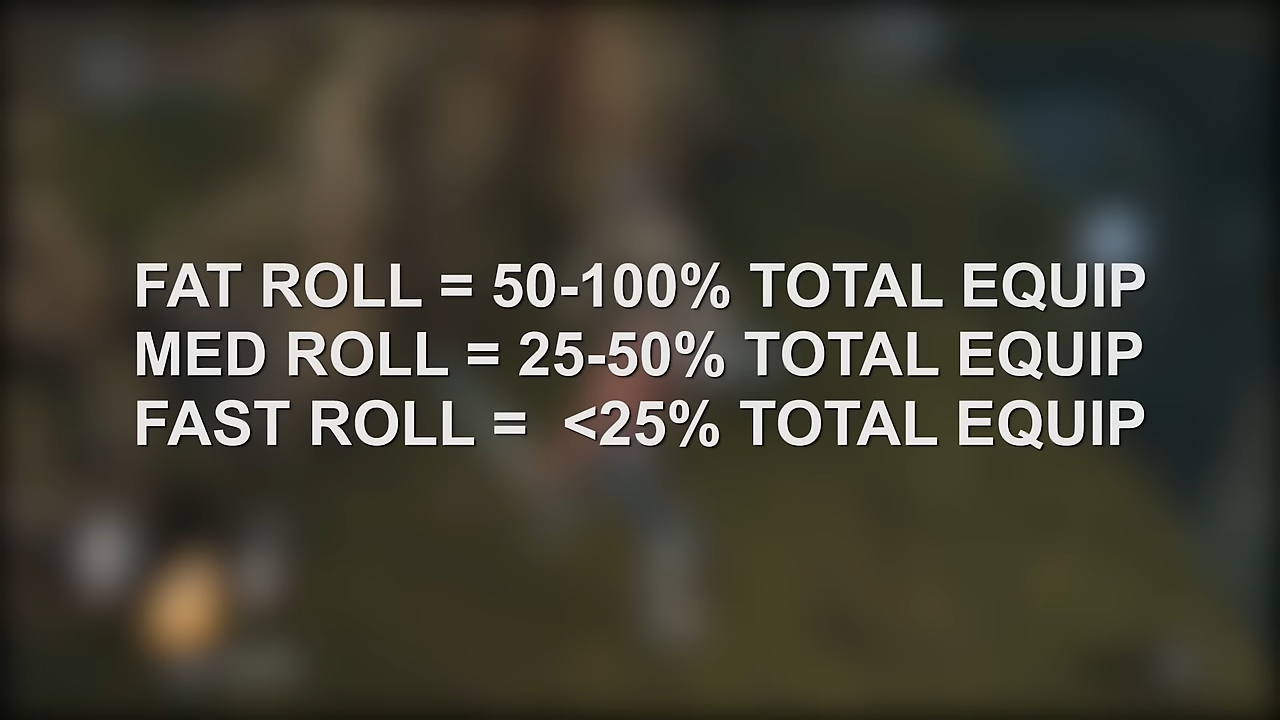 FAT ROLL = 50-100% TOTAL EQUIP
MED ROLL = 25-50% TOTAL EQUIP
FAST ROLL = <25% TOTAL EQUIP